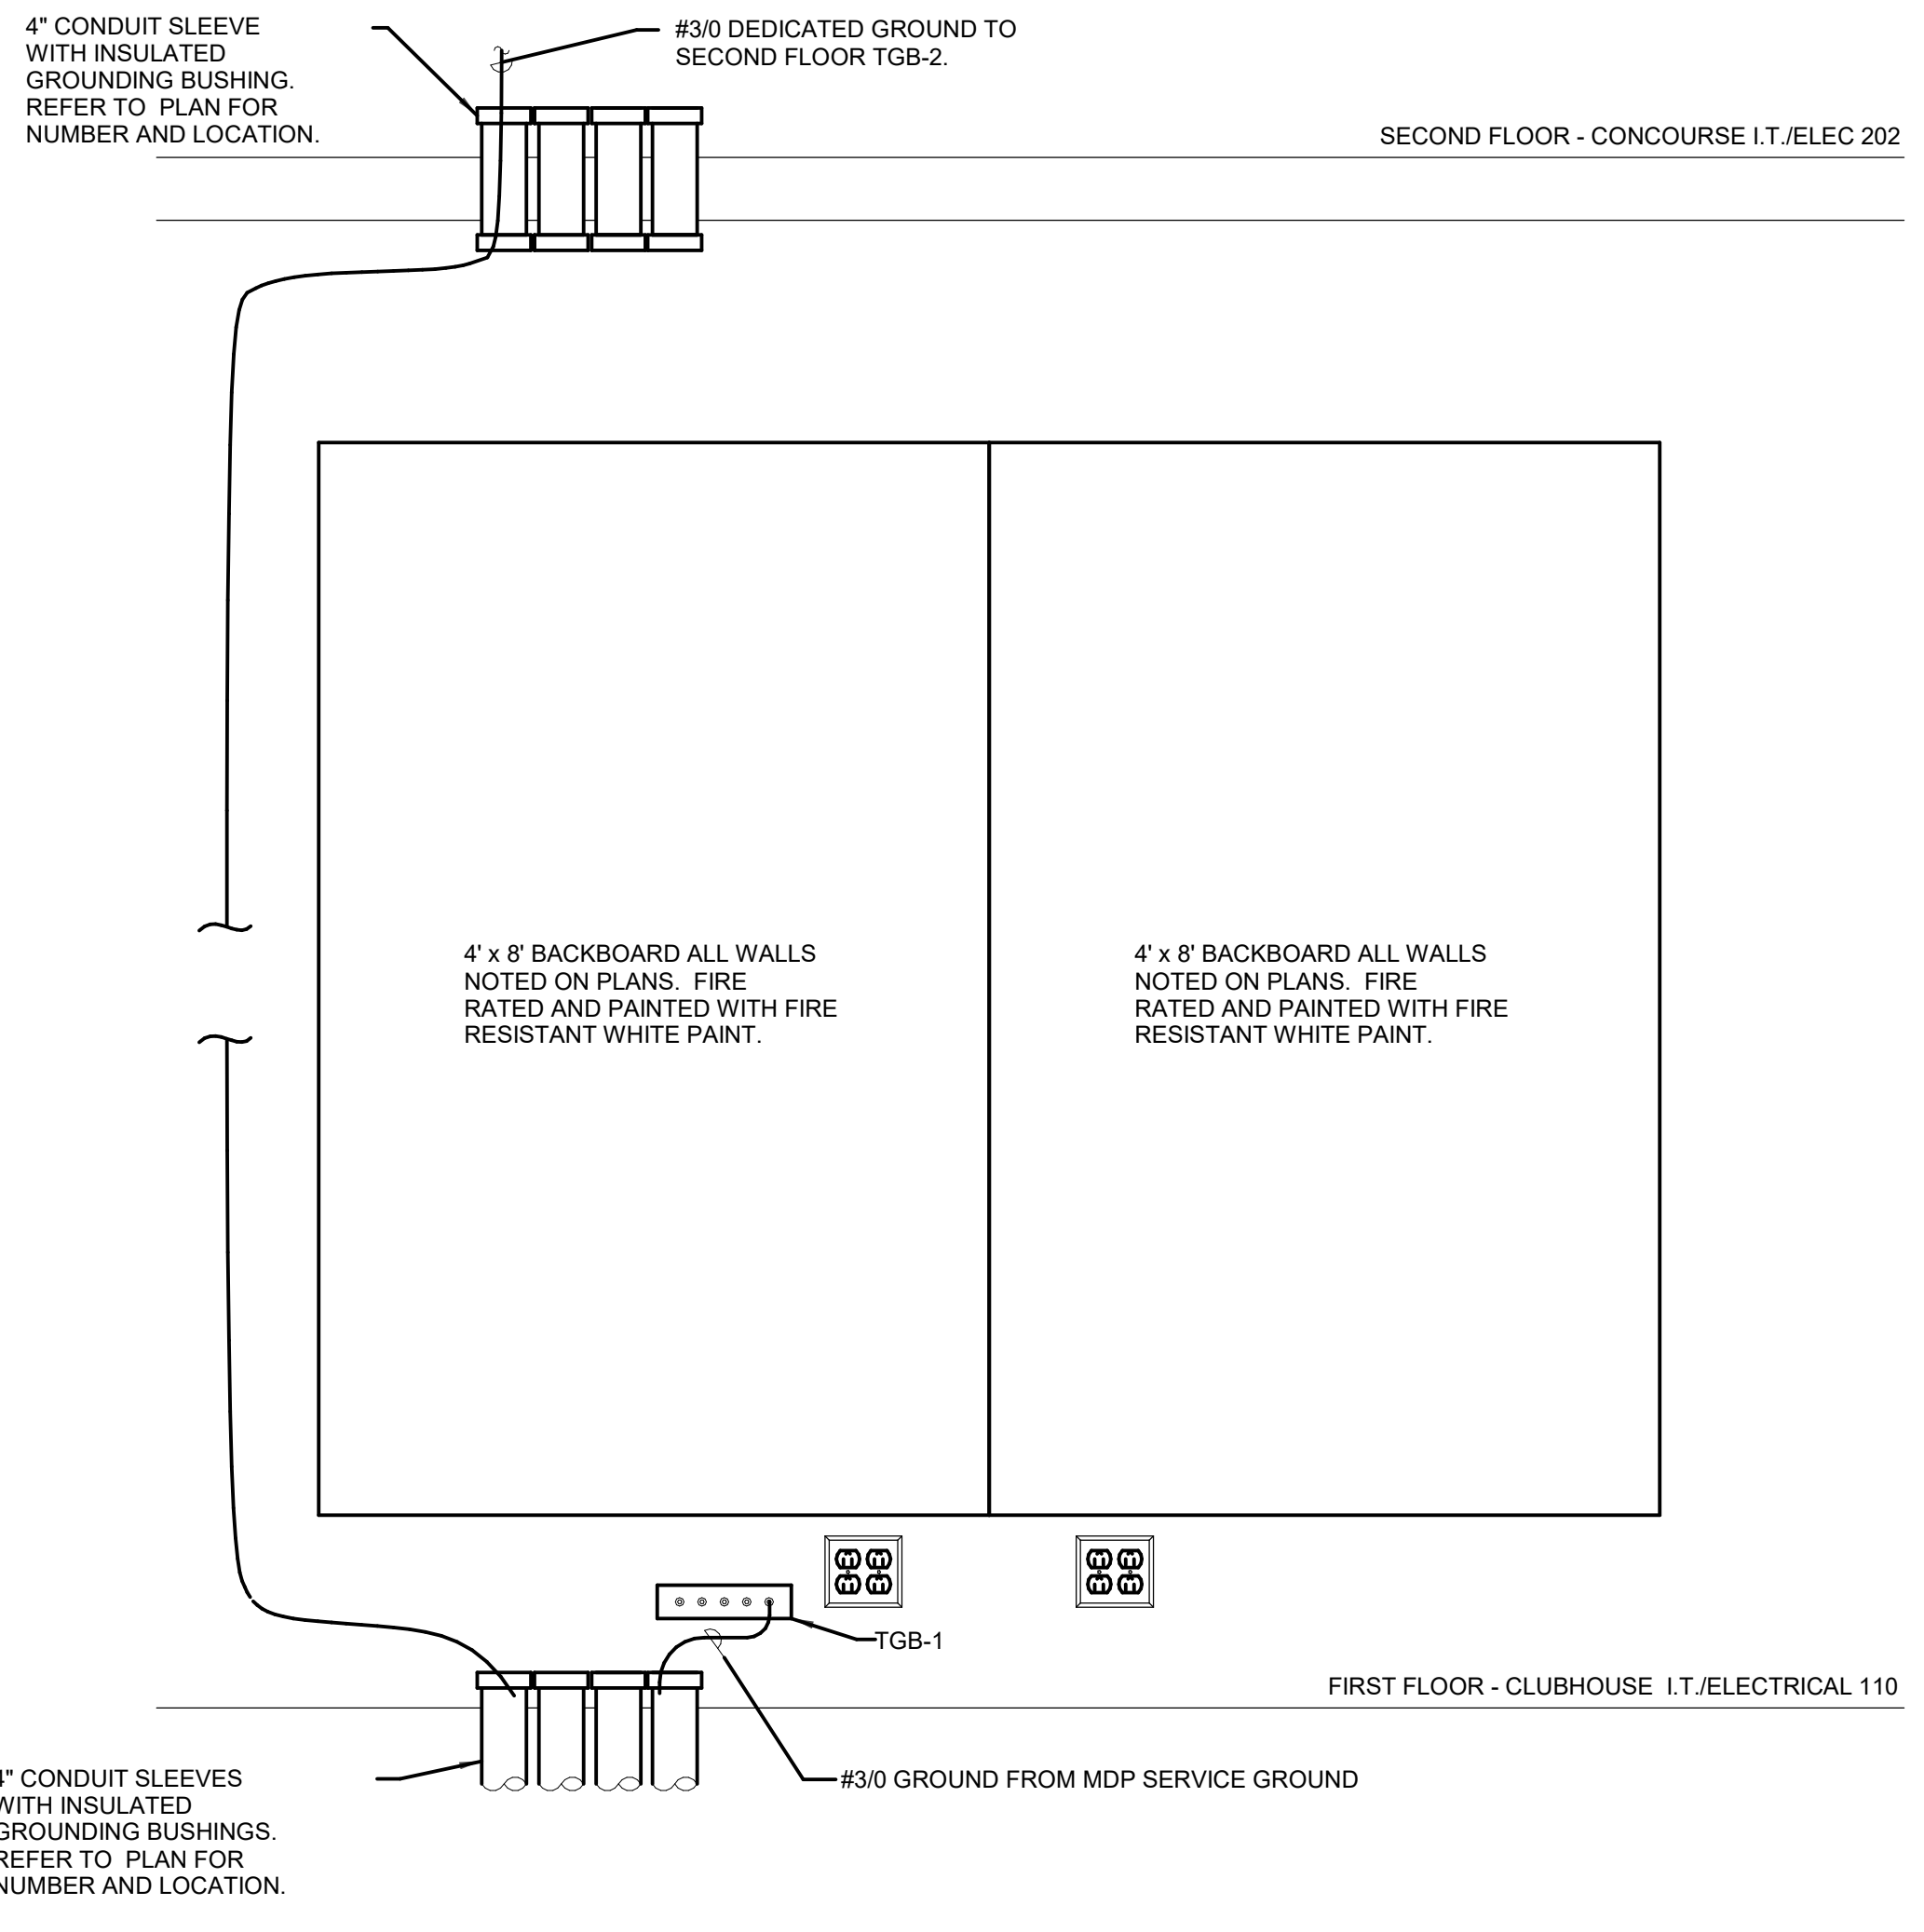 4" CONDUIT SLEEVE
WITH INSULATED
GROUNDING BUSHING.
REFER TO PLAN FOR
NUMBER AND LOCATION.
#3/0 DEDICATED GROUND TO
SECOND FLOOR TGB-2.
SECOND FLOOR - CONCOURSE I.T./ELEC 202
4' x 8' BACKBOARD ALL WALLS
NOTED ON PLANS. FIRE
RATED AND PAINTED WITH FIRE
RESISTANT WHITE PAINT.
4' x 8' BACKBOARD ALL WALLS
NOTED ON PLANS. FIRE
RATED AND PAINTED WITH FIRE
RESISTANT WHITE PAINT.
TGB-1
FIRST FLOOR - CLUBHOUSE I.T./ELECTRICAL 110
4" CONDUIT SLEEVES
WITH INSULATED
GROUNDING BUSHINGS.
REFER TO PLAN FOR
NUMBER AND LOCATION.
#3/0 GROUND FROM MDP SERVICE GROUND